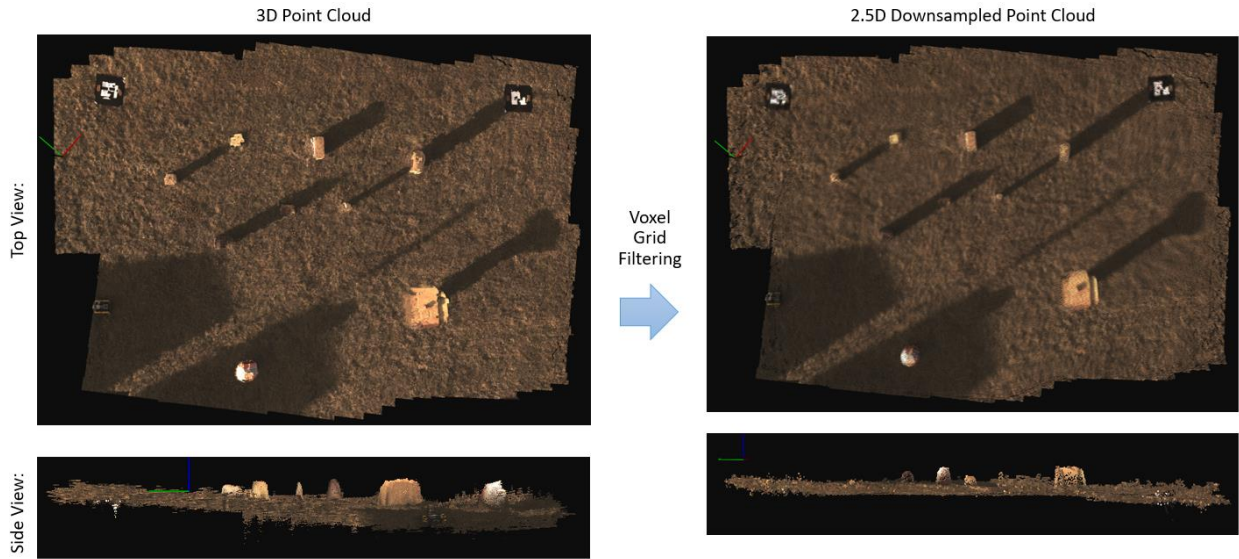 3D Point Cloud
2.5D Downsampled Point Cloud
Top View:
Voxel
Grid
Filtering
Side View: